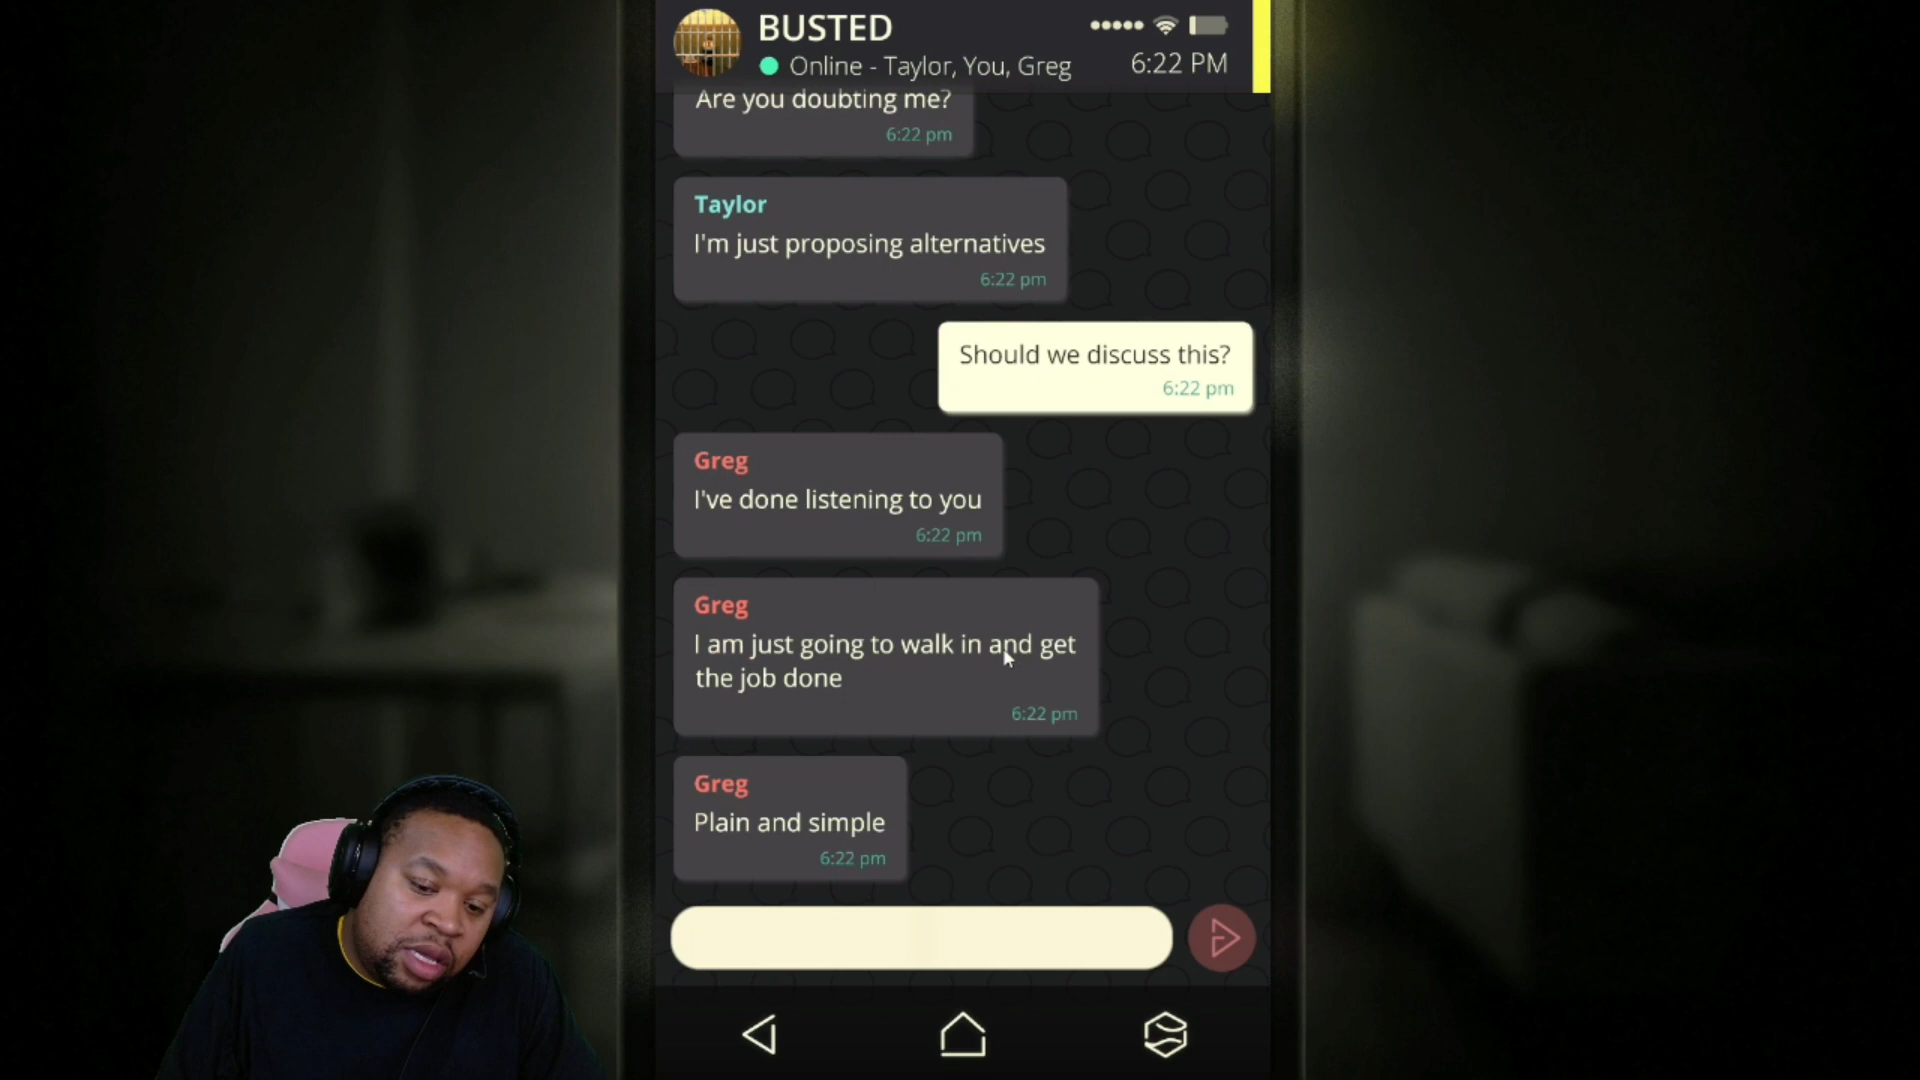 BUSTED
Online - Taylor, You, Greg
6:22 PM
Are you doubting me?
6:22 pm
Taylor
I'm just proposing alternatives
6:22 pm
Should we discuss this?
6:22 pm
Greg
I've done listening to you
6:22 pm
Greg
I am just going to walk in and get
the job done
6:22 pm
Greg
Plain and simple
6:22 pm